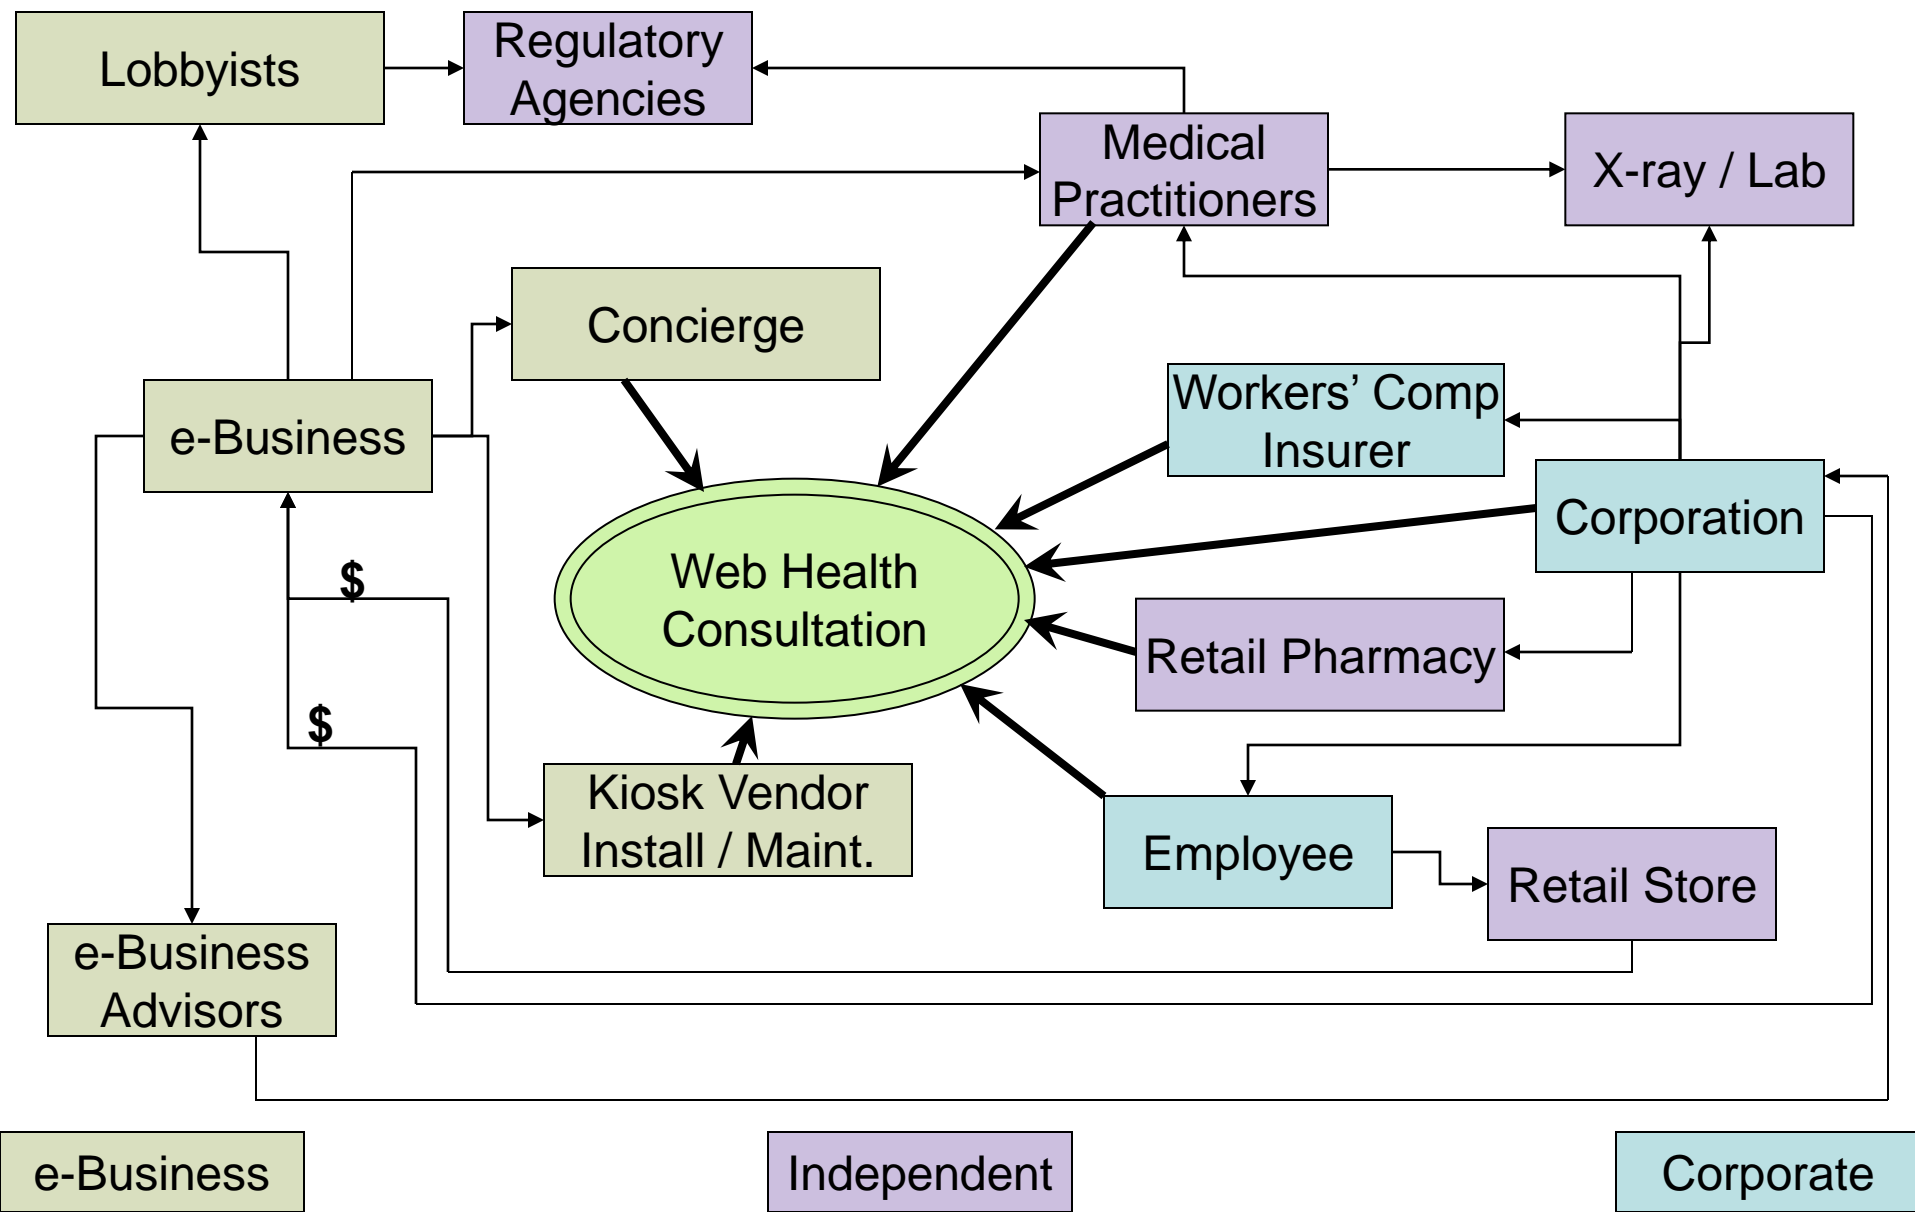 Lobbyists
Regulatory
Agencies
Medical
Practitioners
X-ray / Lab
Concierge
Workers’ Comp
Insurer
e-Business
Corporation
Web Health
Consultation
$
Retail Pharmacy
$
Kiosk Vendor
Install / Maint.
Employee
Retail Store
e-Business
Advisors
e-Business
Independent
Corporate